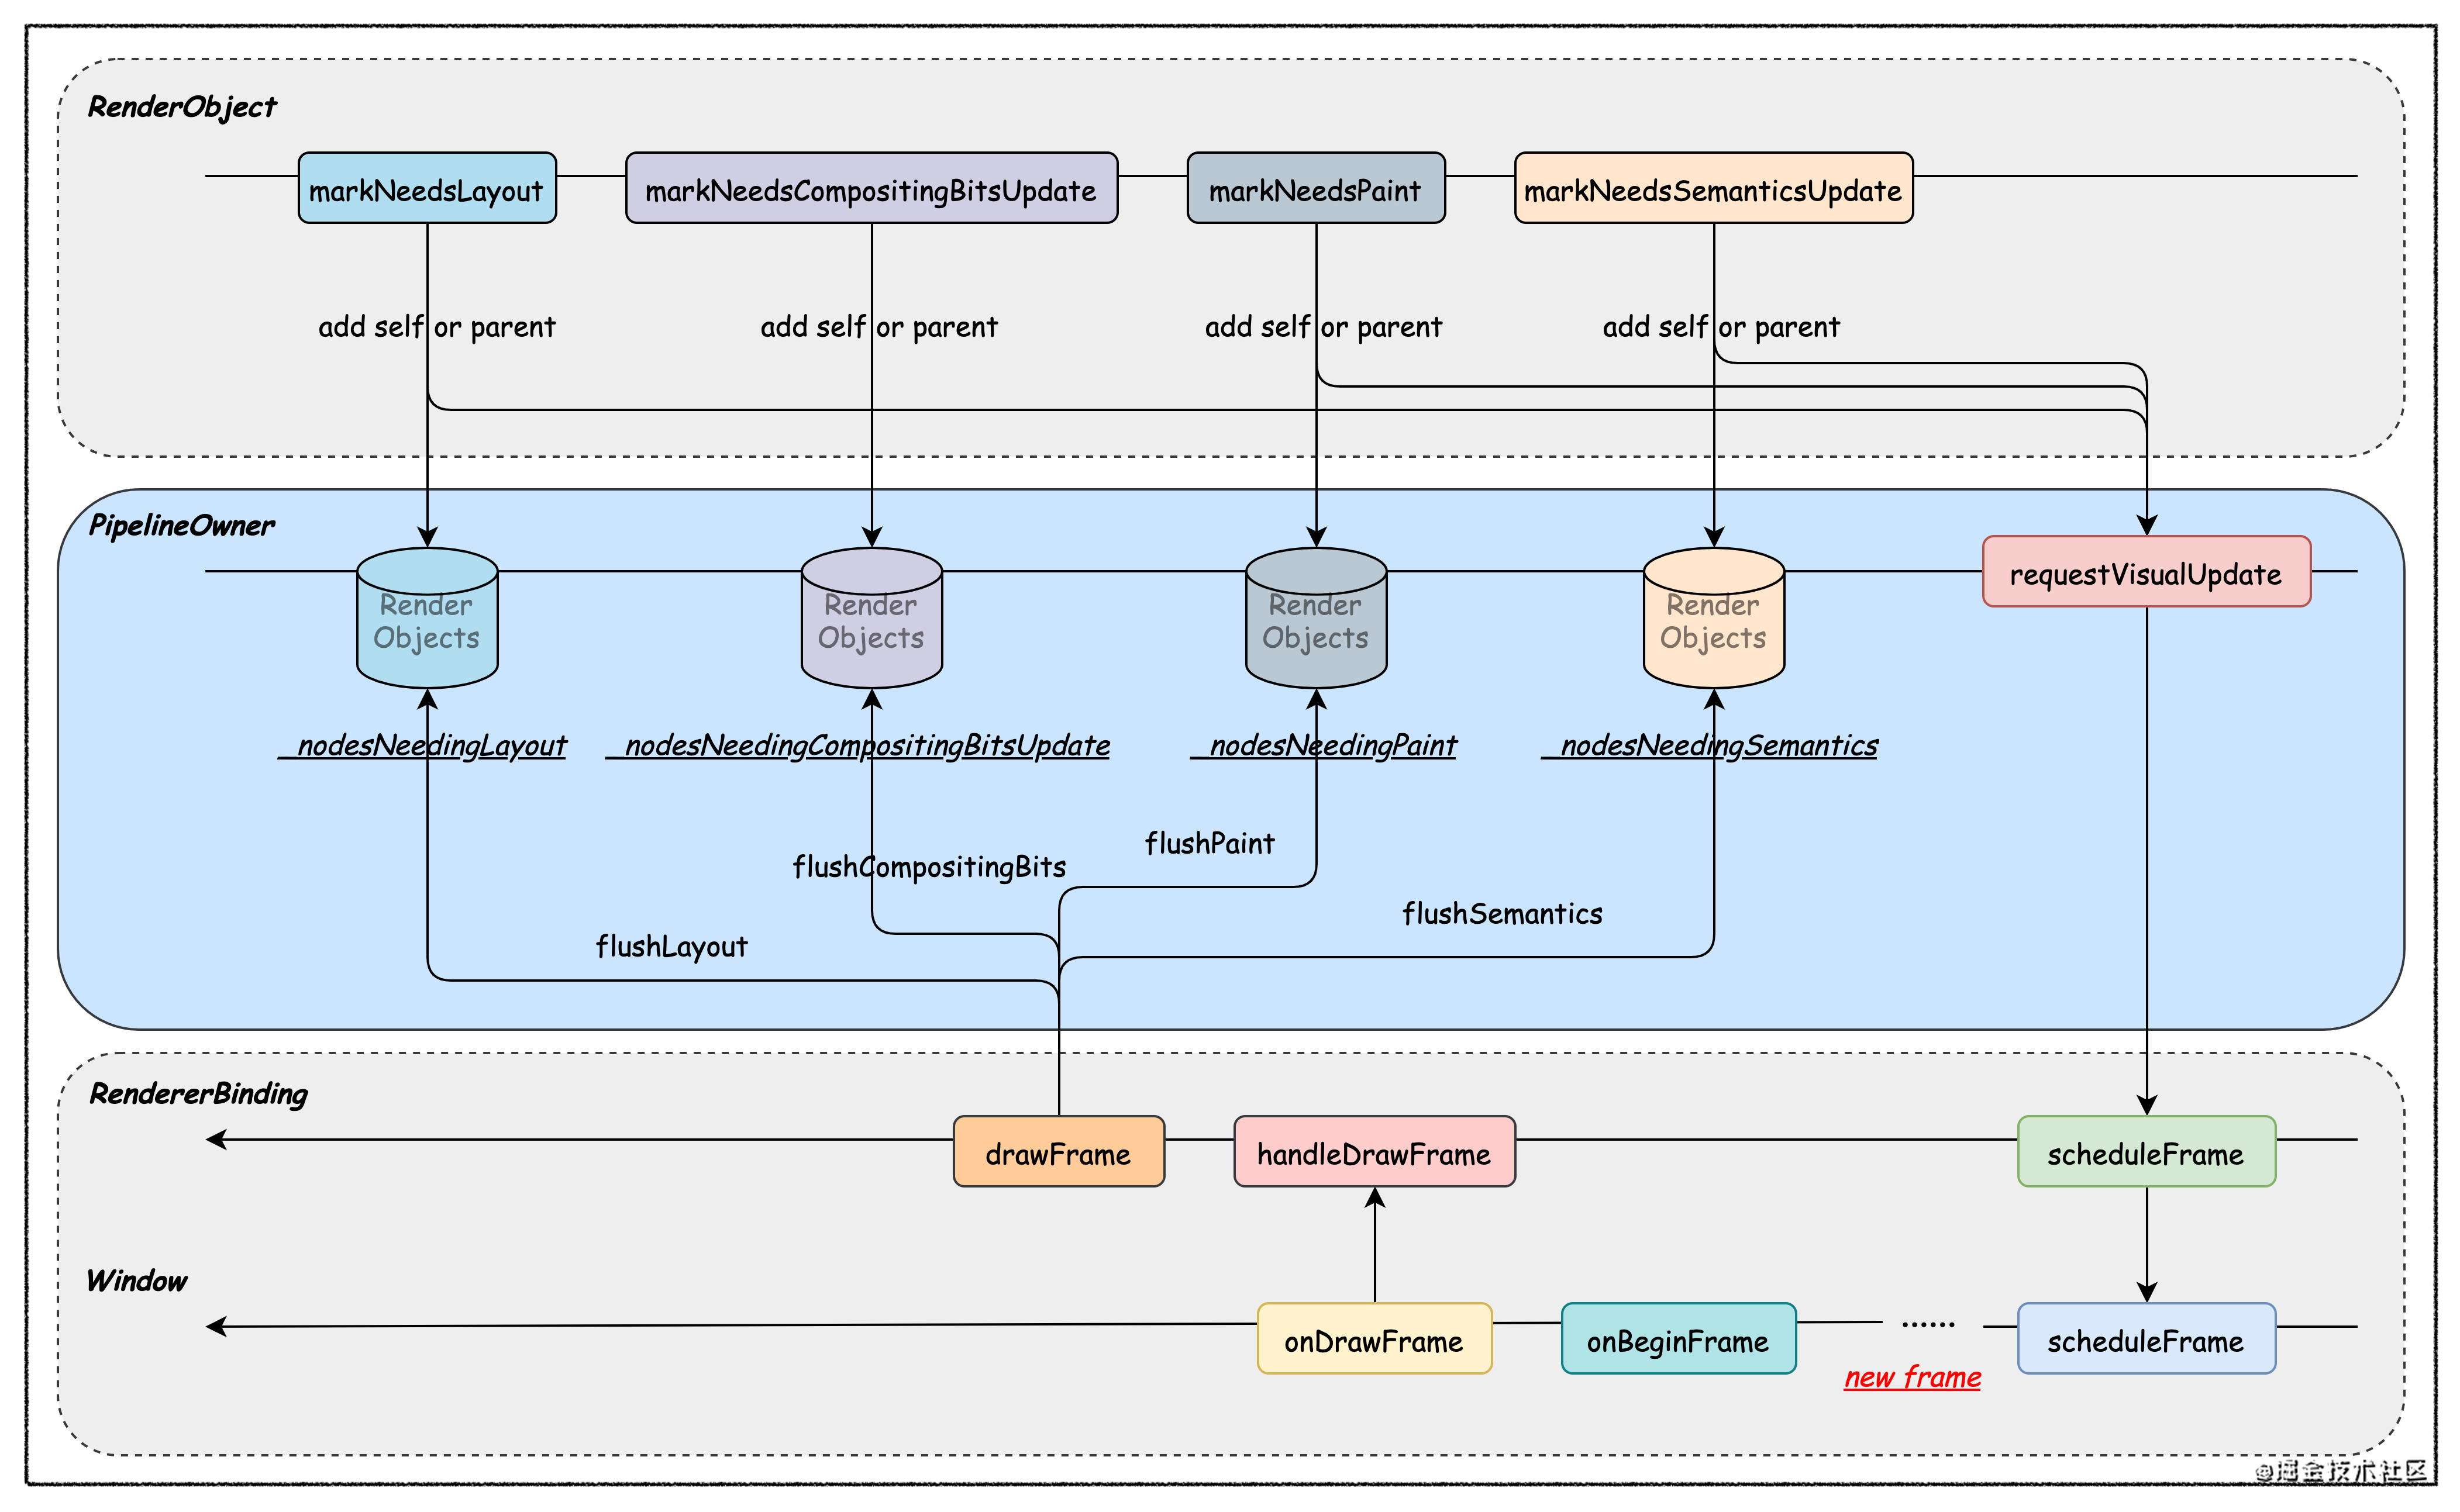 RenderObject
markNeedsLayout
markNeedsCompositingBitsUpdate
markNeedsPaint
markNeedsSemanticsUpdate
add self or parent
add self or parent
add self or parent
add self or parent
PipelineOwner
Render
Objects
Render
Objects
Render
Objects
Render
Objects
requestVisualUpdate
_nodesNeedingLayout
_nodesNeedingCompositingBitsUpdate
_nodesNeedingPaint
_nodesNeedingSemantics
flushPaint
flushCompositingBits
flushSemantics
flushLayout
RendererBinding
drawFrame
handleDrawFrame
scheduleFrame
Window
onDrawFrame
onBeginFrame
······
scheduleFrame
new frame
@掘金技术社区